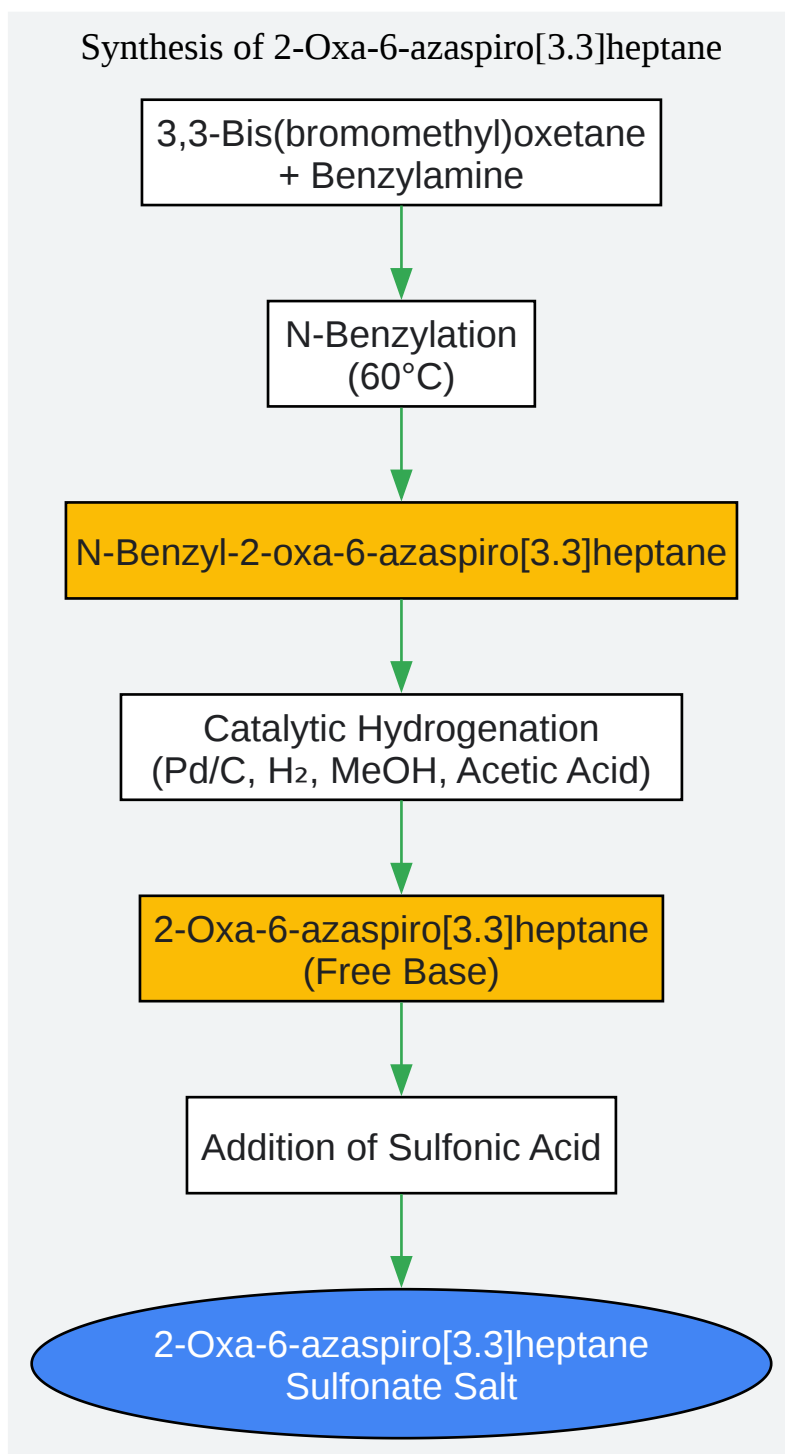 Synthesis of 2-Oxa-6-azaspiro[3.3]heptane
3,3-Bis(bromomethyl)oxetane
+ Benzylamine
N-Benzylation
(60°C)
N-Benzyl-2-oxa-6-azaspiro[3.3]heptane
Catalytic Hydrogenation
(Pd/C, H₂, MeOH, Acetic Acid)
2-Oxa-6-azaspiro[3.3]heptane
(Free Base)
Addition of Sulfonic Acid
2-Oxa-6-azaspiro[3.3]heptane
Sulfonate Salt